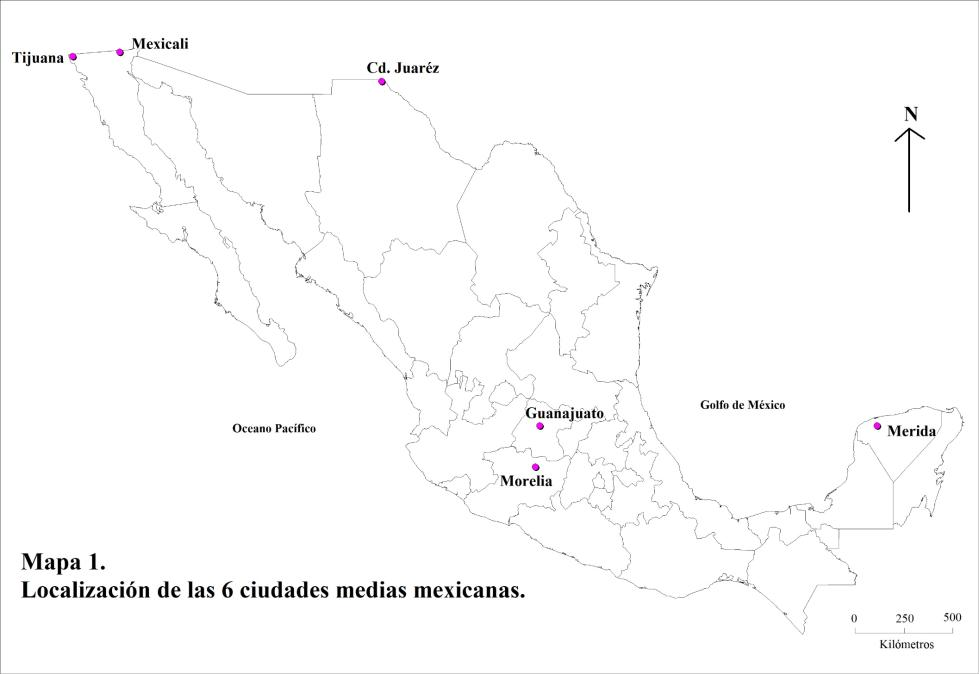 Mexicali
Tijuana
Cd. Juaréz
N
Golfo de México
Guanajuato
Oceano Pacífico
Merida
Morelia
Mapa 1.
Localización de las 6 ciudades medias mexicanas.
0 250 500
Kilómetros